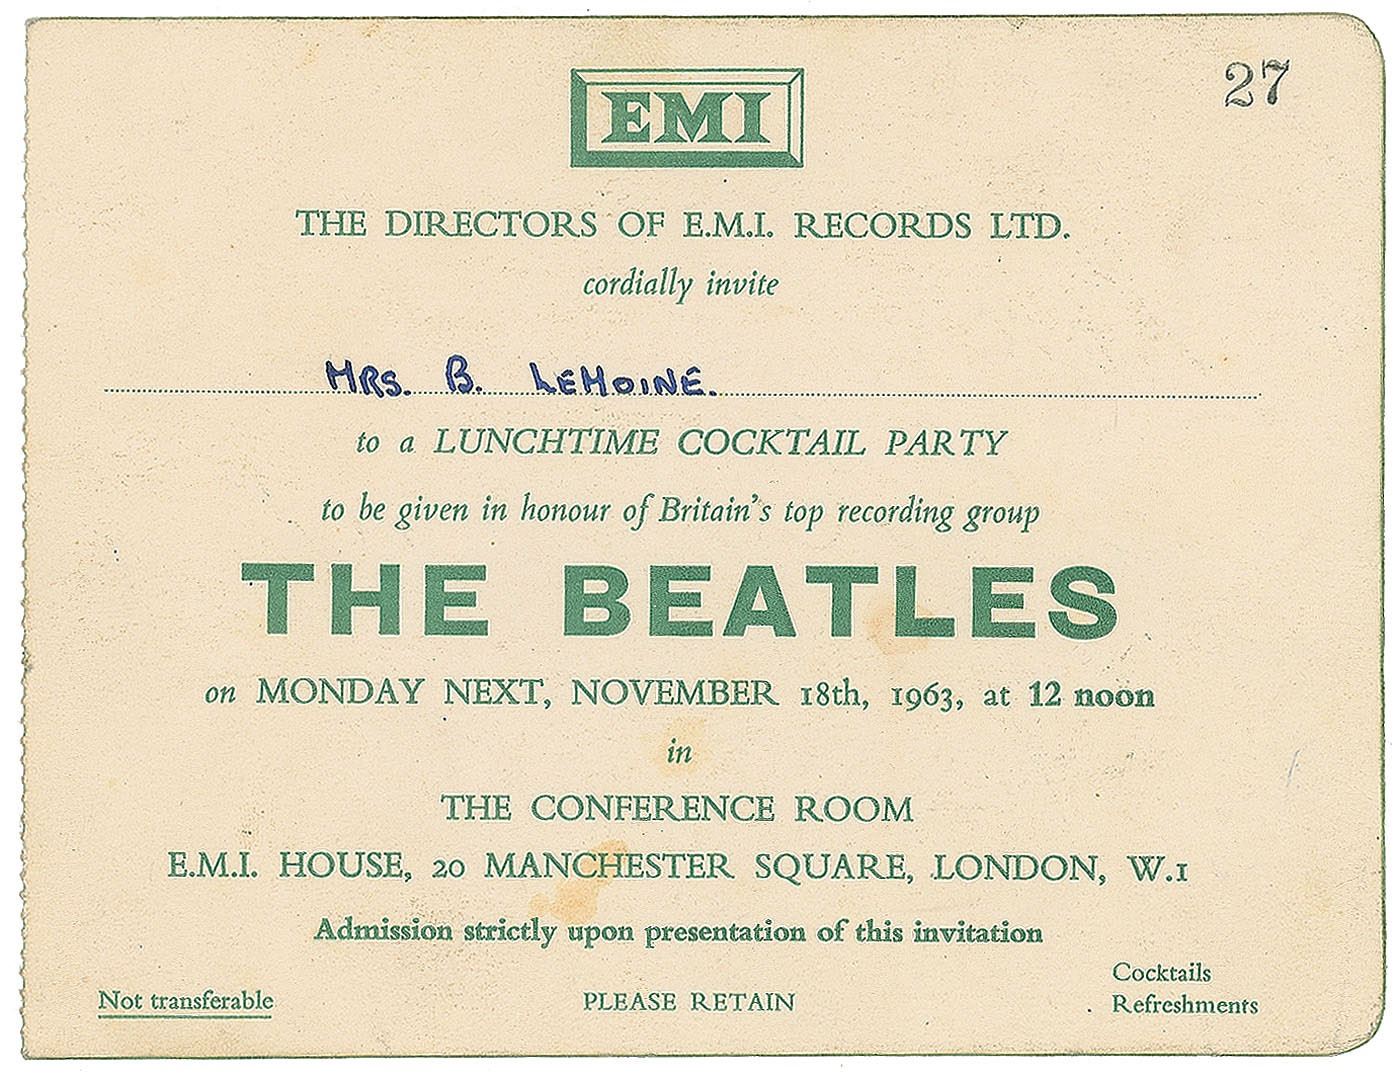 27
EMI
THE DIRECTORS OF E.M.I. RECORDS LTD.
cordially invite
MRS. B. LEMOINE.
to a LUNCHTIME COCKTAIL PARTY
to be given in honour of Britain's top recording group
THE BEATLES
on MONDAY NEXT, NOVEMBER 18th, 1963, at 12 noon
in
THE CONFERENCE ROOM
E.M.I. HOUSE, 20 MANCHESTER SQUARE, LONDON, W.1
Admission strictly upon presentation of this invitation
Not transferable
PLEASE RETAIN
Cocktails
Refreshments